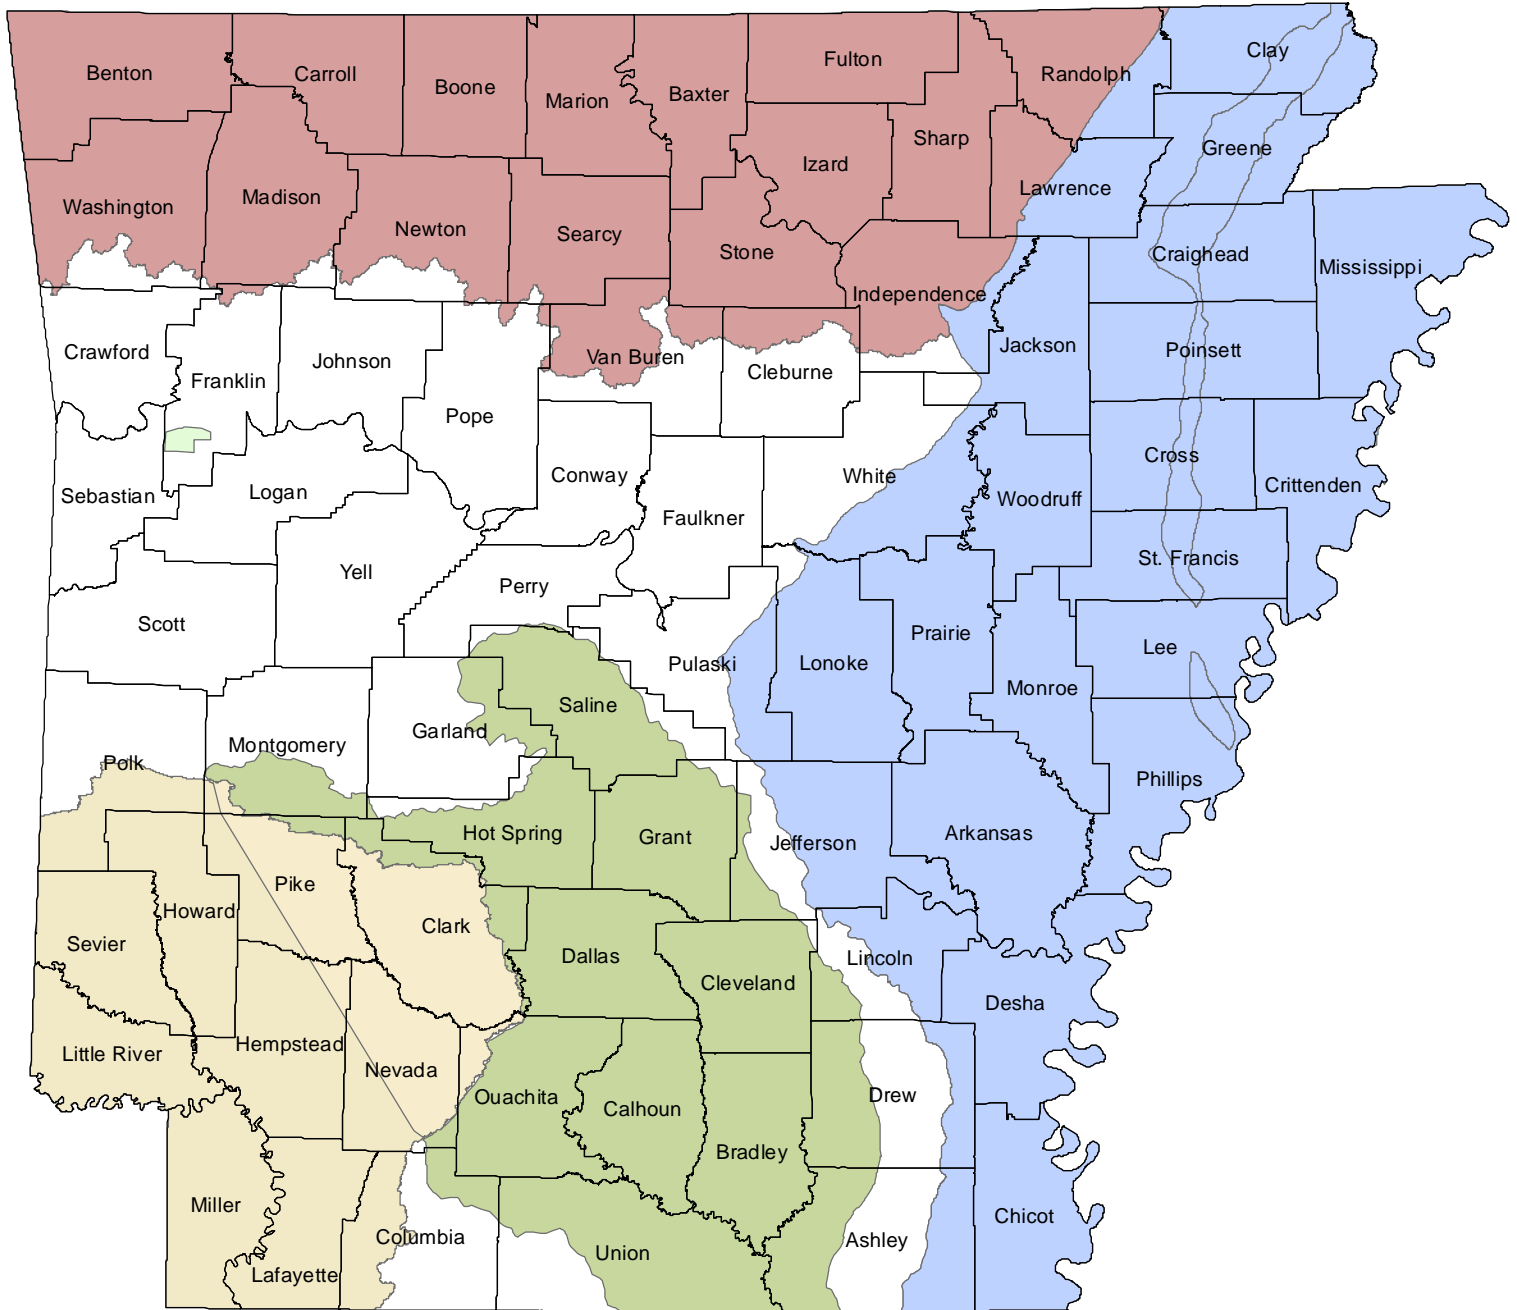 Benton
Carroll
Boone
Marion
Baxter
Fulton
Randolph
Clay
Sharp
Izard
Greene
Lawrence
Washington
Madison
Newton
Searcy
Stone
Independence
Craighead
Mississippi
Crawford
Franklin
Johnson
Pope
Van Buren
Cleburne
Jackson
Poinsett
Sebastian
Logan
Conway
Faulkner
White
Woodruff
Cross
Crittenden
St. Francis
Scott
Yell
Perry
Pulaski
Lonoke
Prairie
Monroe
Lee
Polk
Montgomery
Garland
Saline
Phillips
Hot Spring
Grant
Jefferson
Arkansas
Sevier
Howard
Pike
Clark
Dallas
Cleveland
Lincoln
Desha
Little River
Hempstead
Nevada
Ouachita
Calhoun
Bradley
Drew
Miller
Lafayette
Columbia
Union
Ashley
Chicot